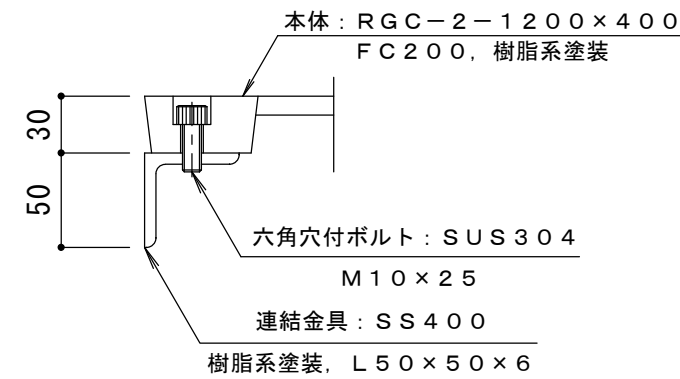 本体：ＲＧＣ－２－１２００×４００
ＦＣ２００，樹脂系塗装
30
50
六角穴付ボルト：ＳＵＳ３０４
Ｍ１０×２５
連結金具：ＳＳ４００
樹脂系塗装，Ｌ５０×５０×６